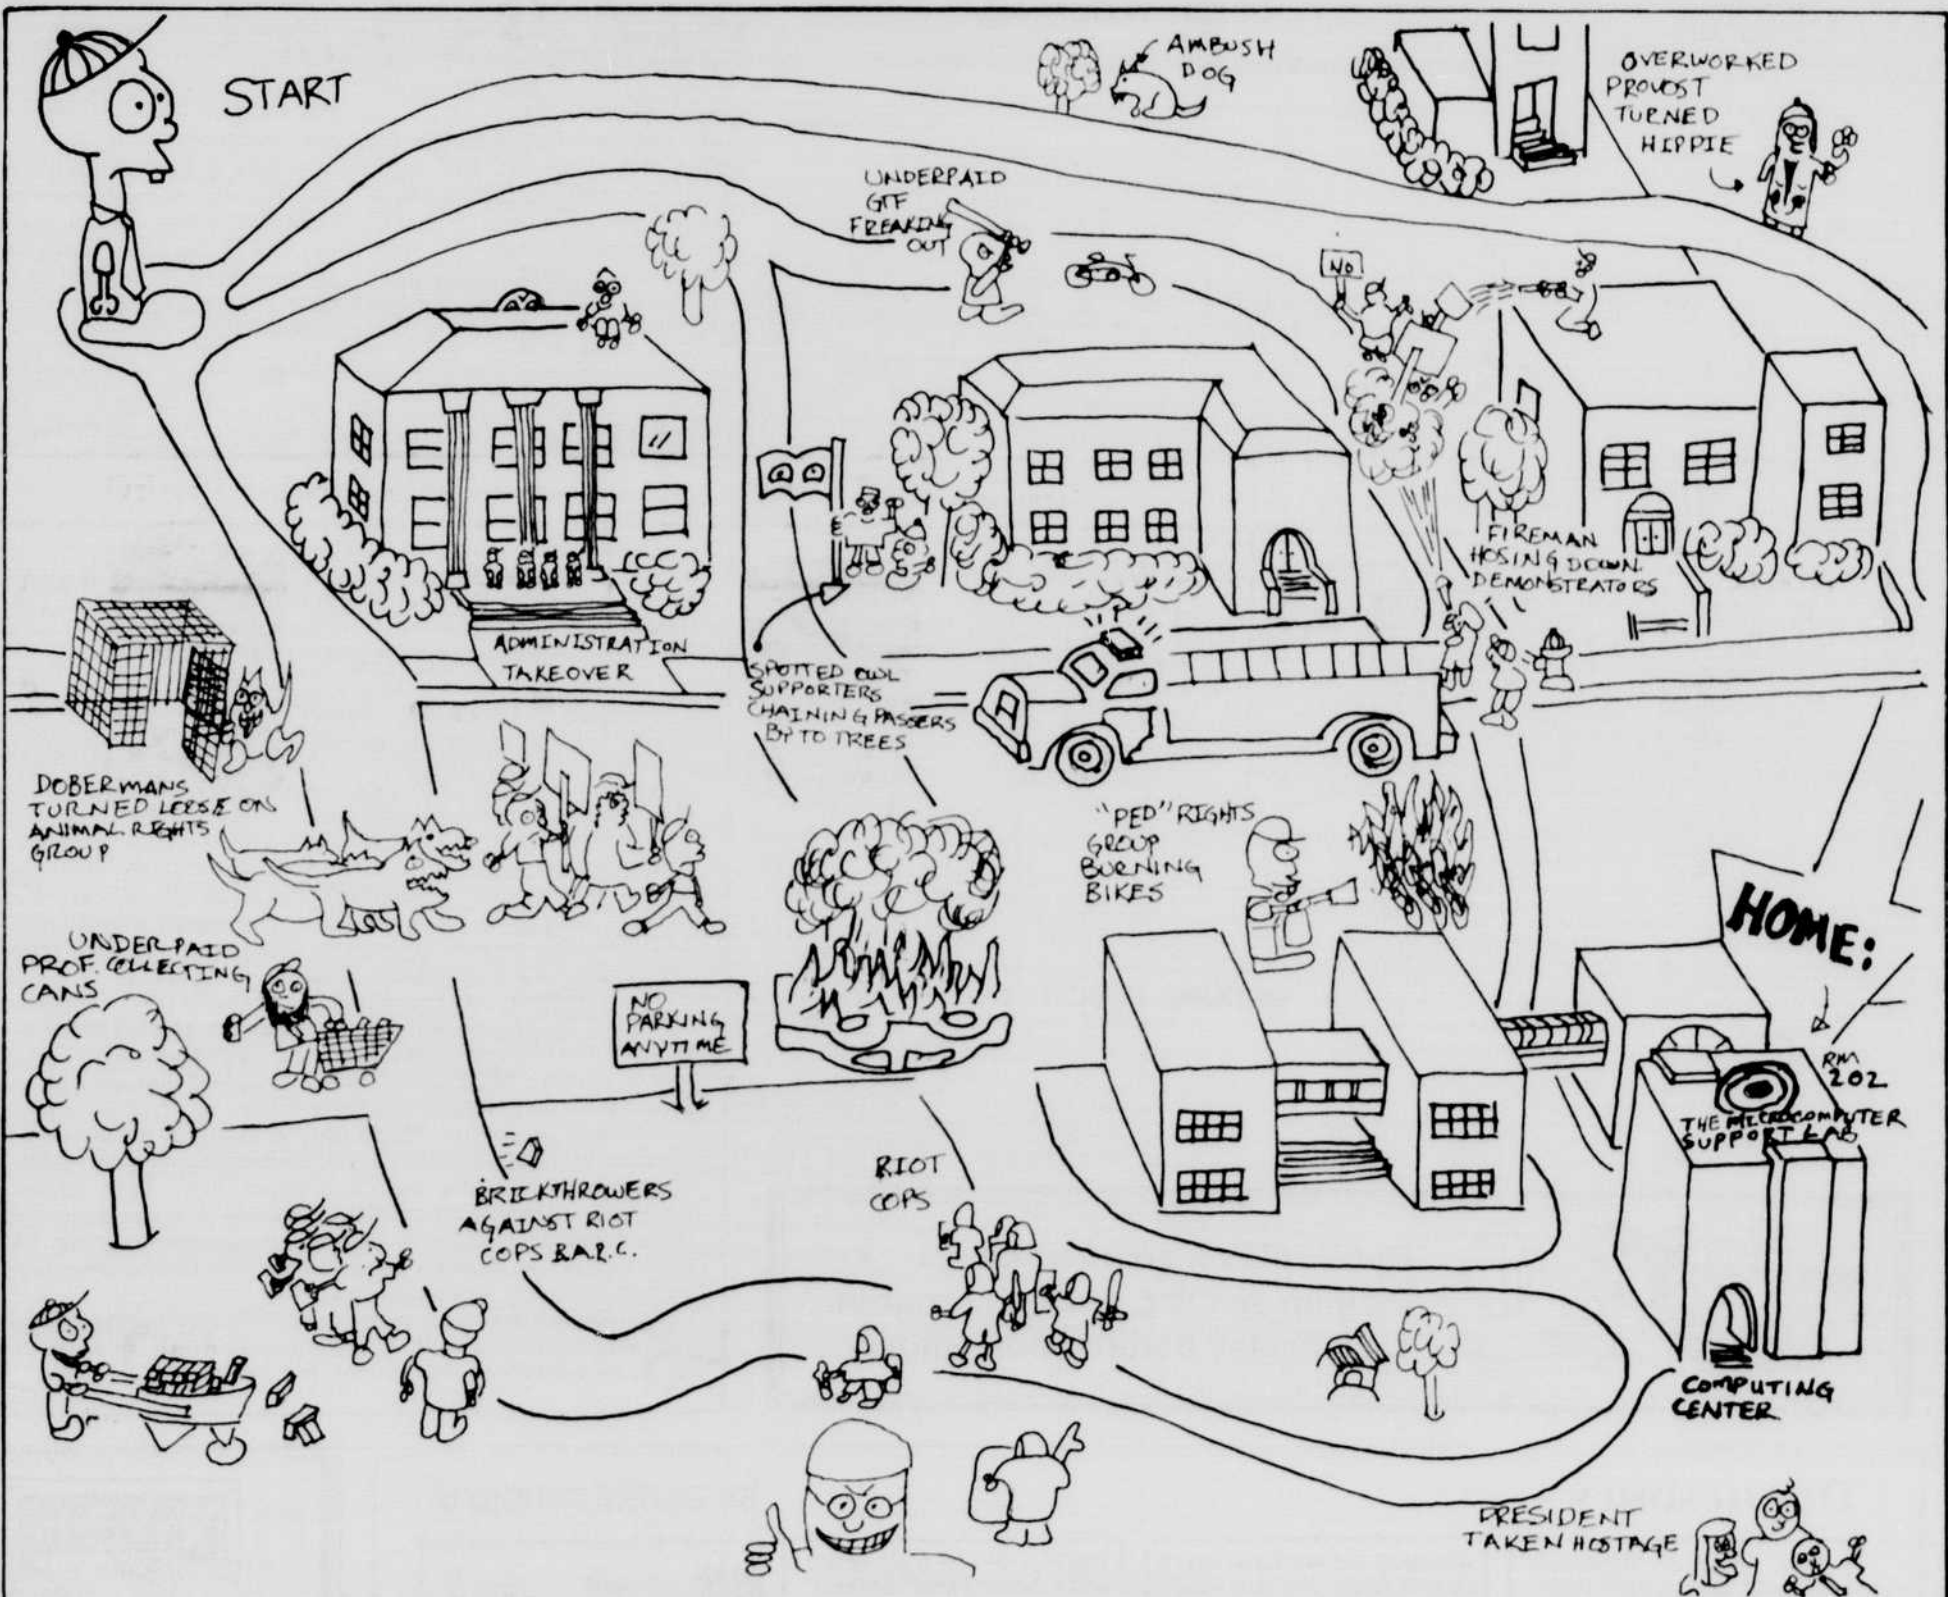 START
AMBUSH
DOG
OVERWORKED
PROVOST
TURNED
HIPPIE
UNDERPAID
GTF
FREAKING
OUT
NO
FIREMAN
HOSING DOWN
DEMONSTRATORS
ADMINISTRATION
TAKEOVER
SPOTTED OWL
SUPPORTERS
CHAINING PASSERS
BY TO TREES
DOBERMANS
TURNED LOOSE ON
ANIMAL RIGHTS
GROUP
"PED" RIGHTS
GROUP
BURNING
BIKES
HOME:
UNDERPAID
PROF. COLLECTING
CANS
NO
PARKING
ANYTIME
RM
202
THE MICROCOMPUTER
SUPPORT LAB
BRICKTHROWERS
AGAINST RIOT
COPS B.A.R.C.
RIOT
COPS
COMPUTING
CENTER
PRESIDENT
TAKEN HOSTAGE